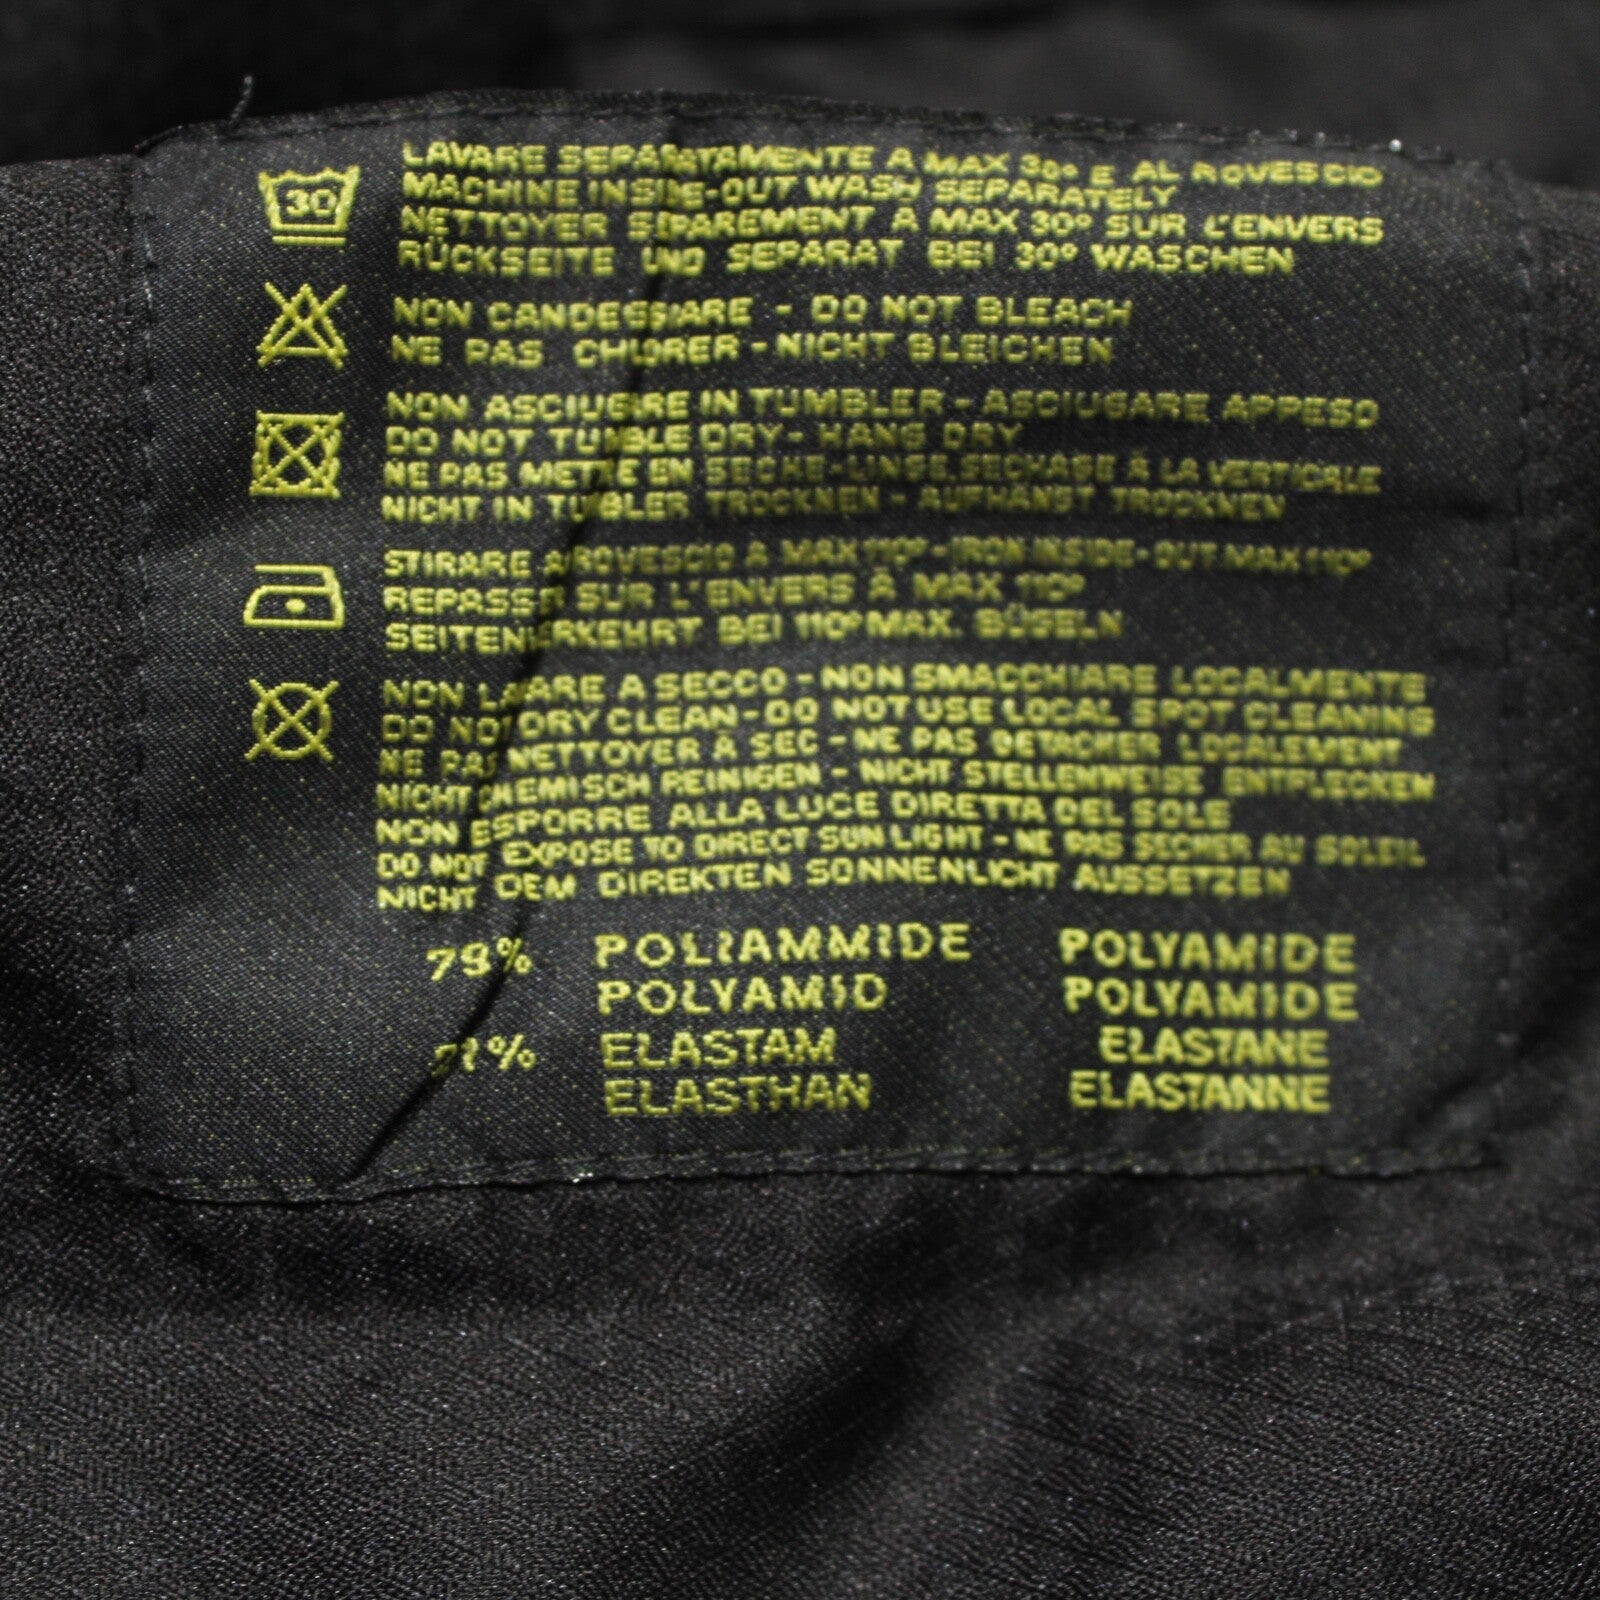 30
LAVARE SEPARATAMENTE A MAX 30° E AL ROVESCIO
MACHINE INSIDE-OUT WASH SEPARATELY
NETTOYER SEPAREMENT A MAX 30° SUR L'ENVERS
RÜCKSEITE UND SEPARAT BEI 30° WASCHEN
NON CANDEGGIARE - DO NOT BLEACH
NE PAS CHLORER - NICHT BLEICHEN
NON ASCIUGARE IN TUMBLER - ASCIUGARE APPESO
DO NOT TUMBLE DRY - HANG DRY
NE PAS METTRE EN SECHE-LINGE, SECHAGE À LA VERTICALE
NICHT IN TUMBLER TROCKNEN - AUFHÄNGT TROCKNEN
STIRARE A ROVESCIO A MAX 110° - IRON INSIDE-OUT MAX 110°
REPASSER SUR L'ENVERS À MAX 110°
SEITENVERKEHRT BEI 110° MAX. BÜGELN
NON LAVARE A SECCO - NON SMACCHIARE LOCALMENTE
DO NOT DRY CLEAN - DO NOT USE LOCAL SPOT CLEANING
NE PAS NETTOYER À SEC - NE PAS DETACHER LOCALEMENT
NICHT CHEMISCH REINIGEN - NICHT STELLENWEISE ENTFLECKEN
NON ESPORRE ALLA LUCE DIRETTA DEL SOLE
DO NOT EXPOSE TO DIRECT SUN LIGHT - NE PAS SECHER AU SOLEIL
NICHT DEM DIREKTEN SONNENLICHT AUSSETZEN
79% POLIAMMIDE POLYAMIDE
POLYAMID POLYAMIDE
21% ELASTAM ELASTANE
ELASTHAN ELASTANNE